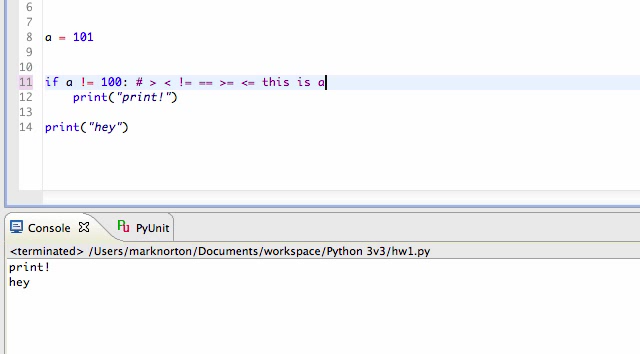 6
7
8 a = 101
9
10
11 if a != 100: # > < != == >= <= this is a
12 print("print!")
13
14 print("hey")
Console PyUnit
<terminated> /Users/marknorton/Documents/workspace/Python 3v3/hw1.py
print!
hey